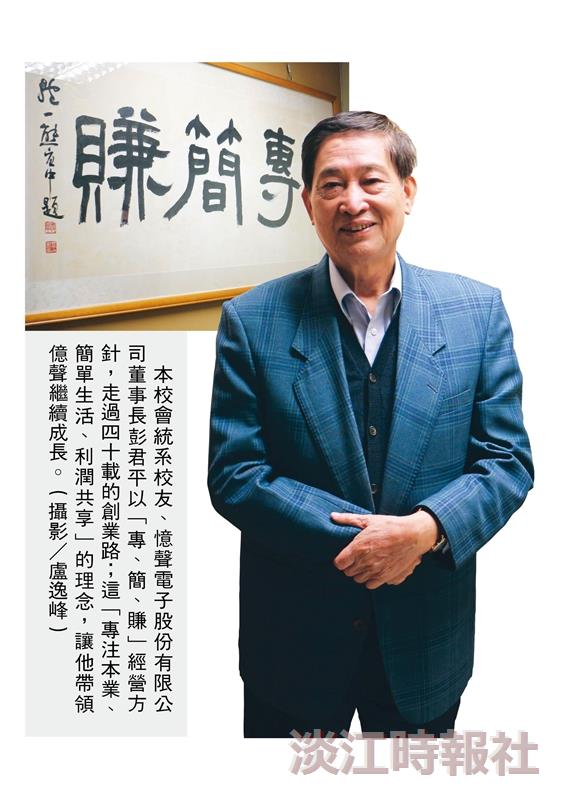 專簡賺
題
本校會統系校友、憶聲電子股份有限公
司董事長彭君平以「專、簡、賺」經營方
針,走過四十載的創業路;這「專注本業、
簡單生活、利潤共享」的理念,讓他帶領
億聲繼續成長。(攝影/盧逸峰)
淡江時報社